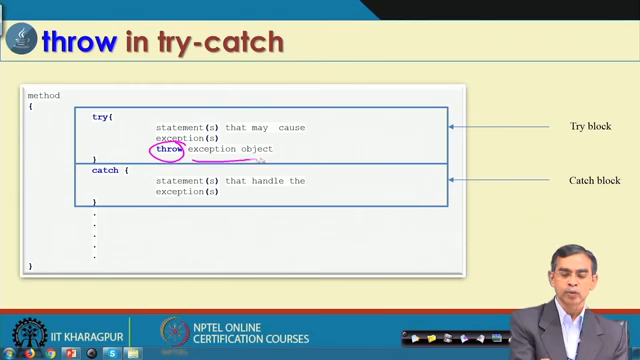 throw in try-catch
method
{
try{
statement(s) that may cause
exception(s)
throw exception object
}
catch {
statement(s) that handle the
exception(s)
}
.
.
.
.
.
}
Try block
Catch block
IIT KHARAGPUR
NPTEL ONLINE
CERTIFICATION COURSES
NPTEL